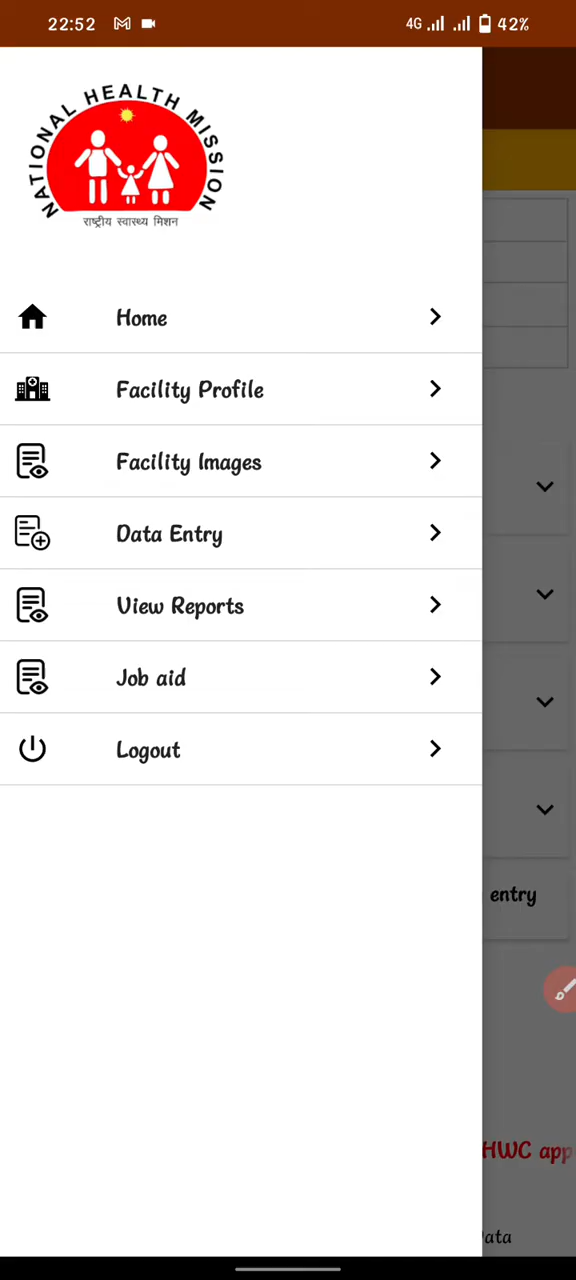 22:52
4G
42%
NATIONAL HEALTH MISSION
राष्ट्रीय स्वास्थ्य मिशन
Home
Facility Profile
Facility Images
Data Entry
View Reports
Job aid
Logout
entry
HWC app